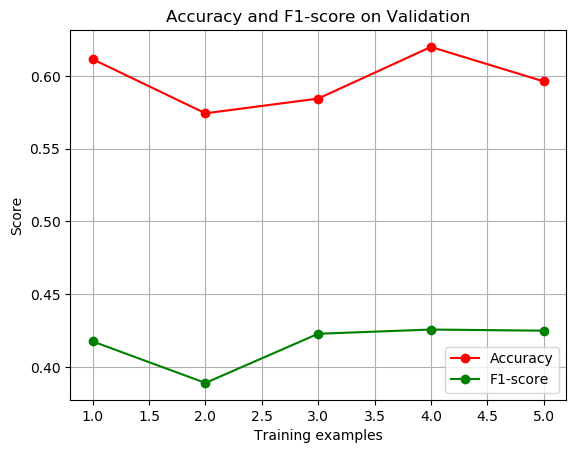 Accuracy and F1-score on Validation
Score
0.60
0.55
0.50
0.45
0.40
Accuracy
F1-score
1.0 1.5 2.0 2.5 3.0 3.5 4.0 4.5 5.0
Training examples